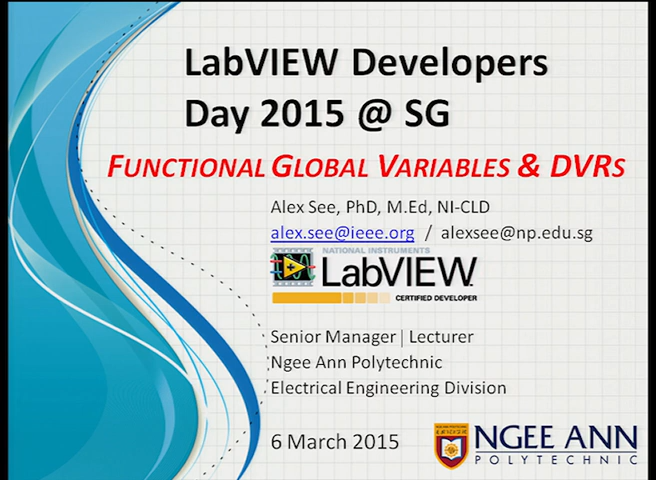 LabVIEW Developers
Day 2015 @ SG
FUNCTIONAL GLOBAL VARIABLES & DVRS
Alex See, PhD, M.Ed, NI-CLD
alex.see@ieee.org / alexsee@np.edu.sg
NATIONAL INSTRUMENTS
LabVIEW
CERTIFIED DEVELOPER
Senior Manager | Lecturer
Ngee Ann Polytechnic
Electrical Engineering Division
6 March 2015
NGEE ANN
POLYTECHNIC